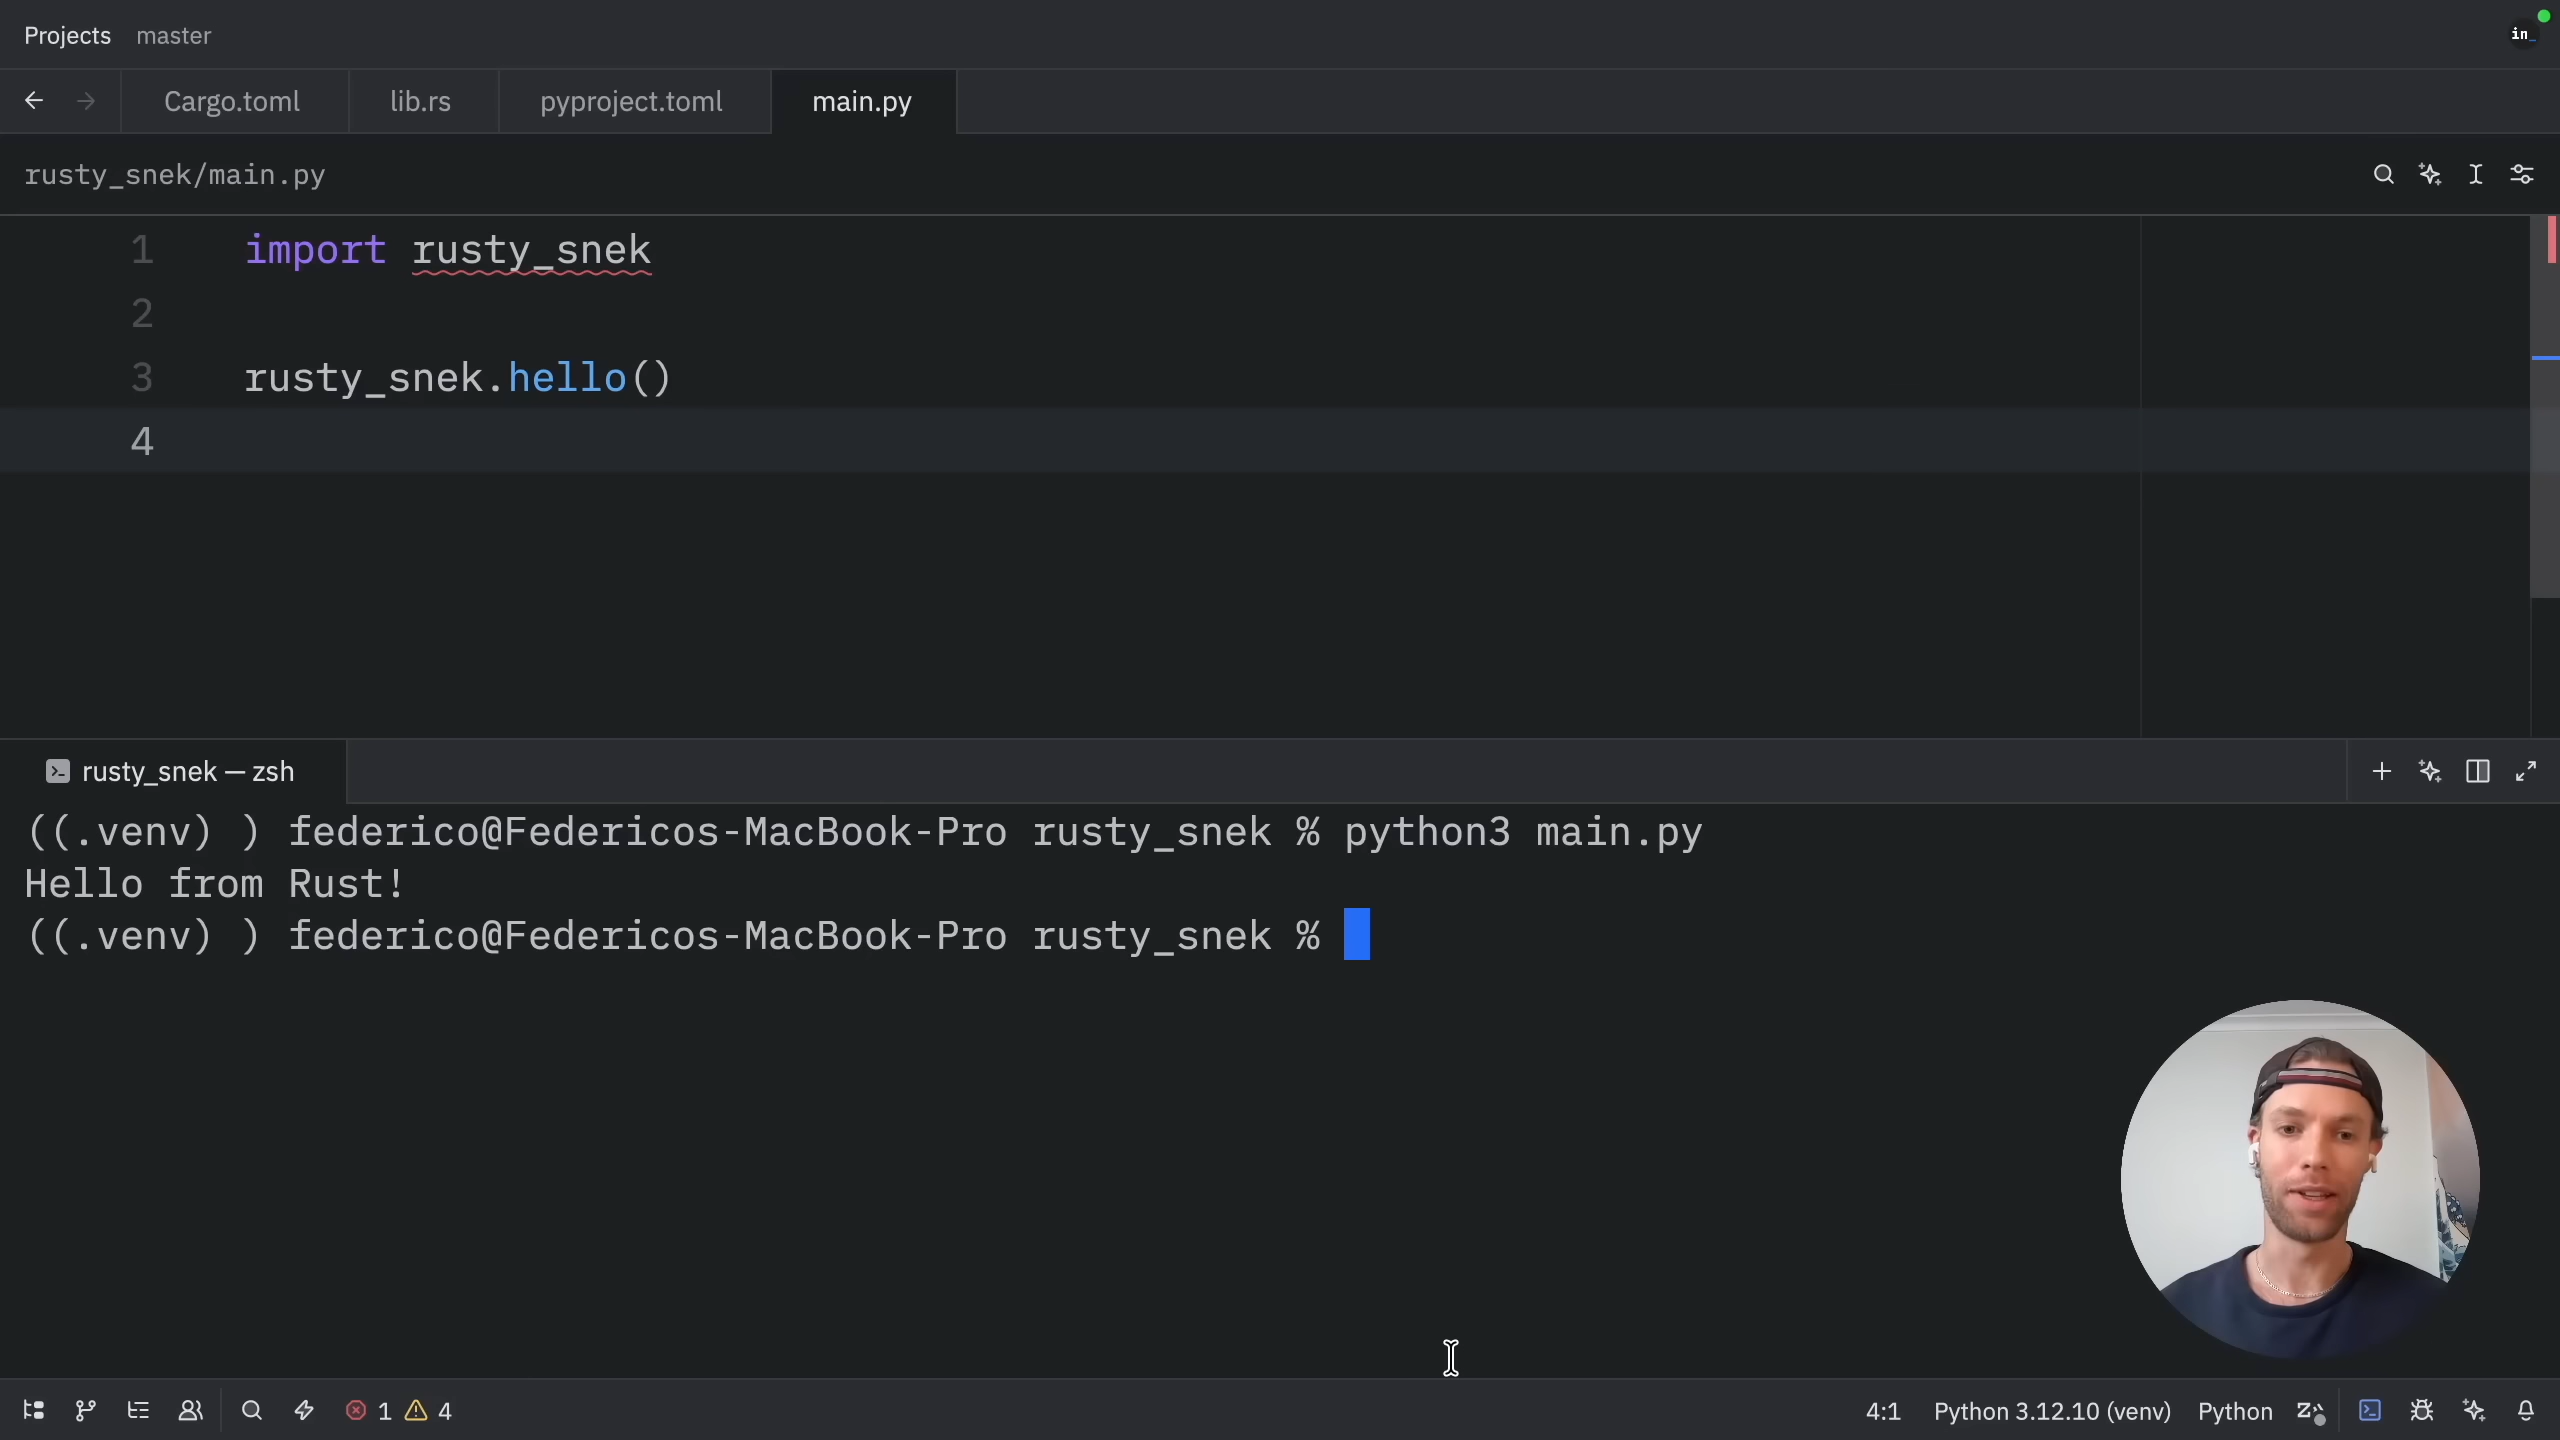 Projects master
in_
Cargo.toml lib.rs pyproject.toml main.py
rusty_snek/main.py
1 import rusty_snek
2
3 rusty_snek.hello()
4
rusty_snek — zsh
((.venv) ) federico@Federicos-MacBook-Pro rusty_snek % python3 main.py
Hello from Rust!
((.venv) ) federico@Federicos-MacBook-Pro rusty_snek %
1 4 4:1 Python 3.12.10 (venv) Python